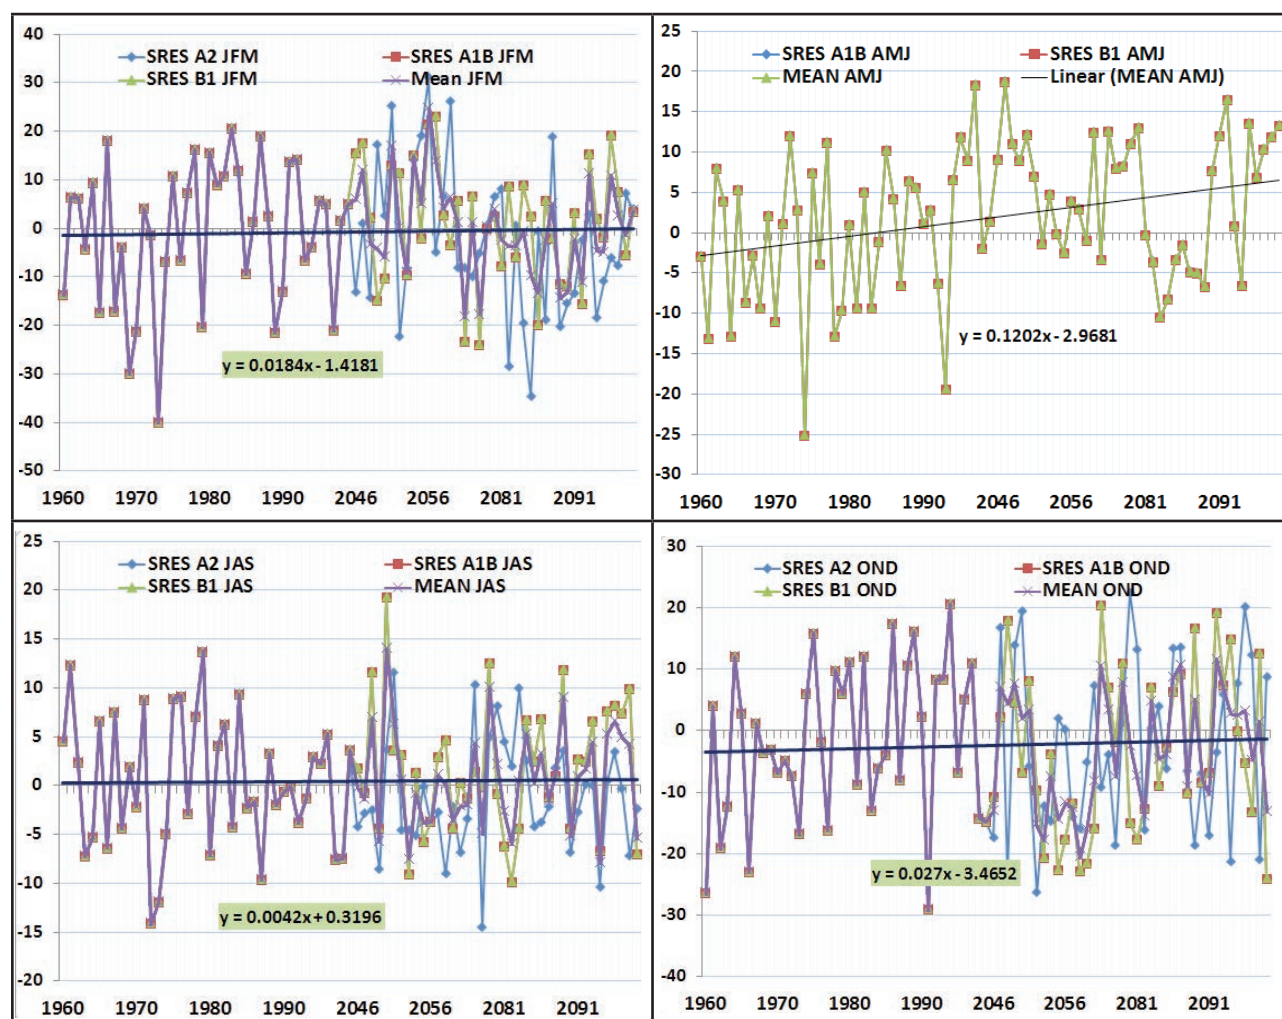 40
30
20
10
0
-10
-20
-30
-40
-50
SRES A2 JFM
SRES A1B JFM
SRES B1 JFM
Mean JFM
y = 0.0184x - 1.4181
1960 1970 1980 1990 2046 2056 2081 2091
25
20
15
10
5
0
-5
-10
-15
-20
-25
-30
SRES A1B AMJ
SRES B1 AMJ
MEAN AMJ
Linear (MEAN AMJ)
y = 0.1202x - 2.9681
1960 1970 1980 1990 2046 2056 2081 2091
25
20
15
10
5
0
-5
-10
-15
-20
SRES A2 JAS
SRES A1B JAS
SRES B1 JAS
MEAN JAS
y = 0.0042x + 0.3196
1960 1970 1980 1990 2046 2056 2081 2091
30
20
10
0
-10
-20
-30
-40
SRES A2 OND
SRES A1B OND
SRES B1 OND
MEAN OND
y = 0.027x - 3.4652
1960 1970 1980 1990 2046 2056 2081 2091